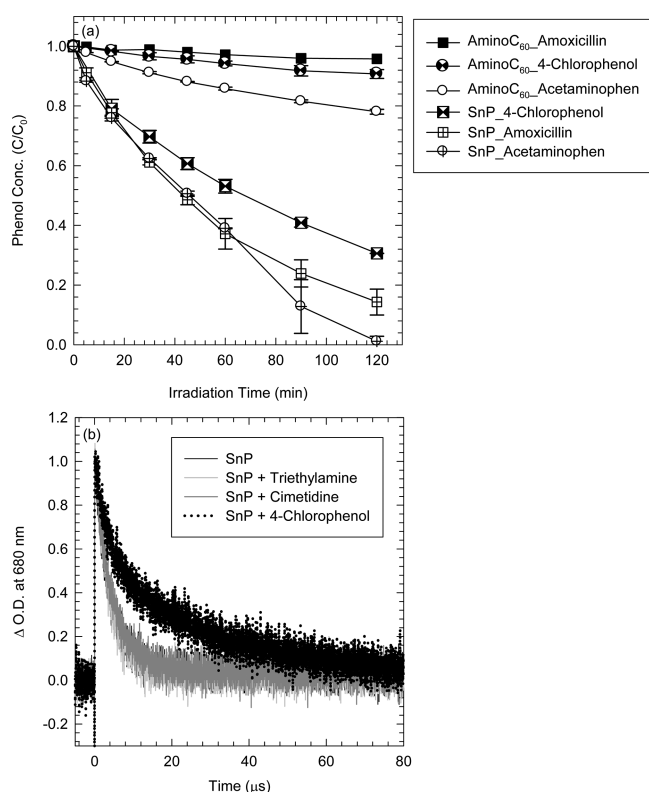 (a)
1.0
0.8
0.6
0.4
0.2
0.0
Phenol Conc. (C/C₀)
0 20 40 60 80 100 120
Irradiation Time (min)
AminoC₆₀_Amoxicillin
AminoC₆₀_4-Chlorophenol
AminoC₆₀_Acetaminophen
SnP_4-Chlorophenol
SnP_Amoxicillin
SnP_Acetaminophen
(b)
1.2
1.0
0.8
0.6
0.4
0.2
0.0
-0.2
Δ O.D. at 680 nm
SnP
SnP + Triethylamine
SnP + Cimetidine
SnP + 4-Chlorophenol
0 20 40 60 80
Time (μs)